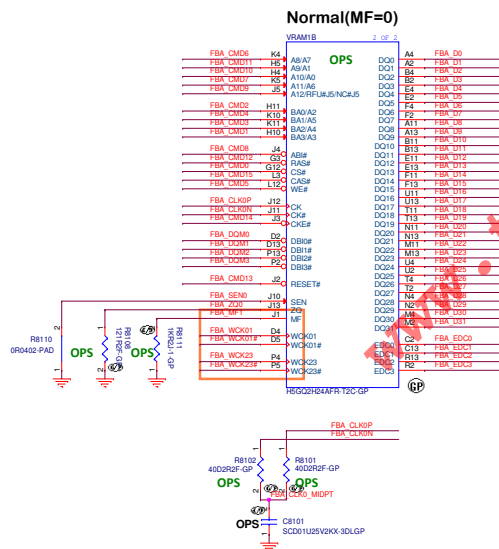 Normal(MF=0)
VRAM1B 2 OF 2
OPS
FBA_CMD6 K4 A8/A7 DQ0 A4 FBA_D0
FBA_CMD11 H5 A9/A1 DQ1 A2 FBA_D1
FBA_CMD10 H4 A10/A0 DQ2 B4 FBA_D2
FBA_CMD7 K5 A11/A6 DQ3 B2 FBA_D3
FBA_CMD9 J5 A12/RFU#J5/NC#J5 DQ4 E4 FBA_D4
DQ5 E2 FBA_D5
FBA_CMD2 H11 BA0/A2 DQ6 F4 FBA_D6
FBA_CMD4 K10 BA1/A5 DQ7 F2 FBA_D7
FBA_CMD3 K11 BA2/A4 DQ8 A11 FBA_D8
FBA_CMD1 H10 BA3/A3 DQ9 A13 FBA_D9
DQ10 B11 FBA_D10
DQ11 B13 FBA_D11
FBA_CMD8 J4 ABI# DQ12 E11 FBA_D12
FBA_CMD12 G3 RAS# DQ13 E13 FBA_D13
FBA_CMD0 G12 CS# DQ14 F11 FBA_D14
FBA_CMD15 L3 CAS# DQ15 F13 FBA_D15
FBA_CMD5 L12 WE# DQ16 U11 FBA_D16
DQ17 U13 FBA_D17
FBA_CLK0P J12 CK DQ18 T11 FBA_D18
FBA_CLK0N J11 CK# DQ19 T13 FBA_D19
FBA_CMD14 J3 CKE# DQ20 N11 FBA_D20
DQ21 N13 FBA_D21
FBA_DQM0 D2 DBI0# DQ22 M11 FBA_D22
FBA_DQM1 D13 DBI1# DQ23 M13 FBA_D23
FBA_DQM2 P13 DBI2# DQ24 U4 FBA_D24
FBA_DQM3 P2 DBI3# DQ25 U2 FBA_D25
DQ26 T4 FBA_D26
FBA_CMD13 J2 RESET# DQ27 T2 FBA_D27
DQ28 N4 FBA_D28
FBA_SEN0 J10 SEN DQ29 N2 FBA_D29
FBA_ZQ0 J13 ZQ DQ30 M4 FBA_D30
FBA_MF1 J1 MF DQ31 M2 FBA_D31
FBA_WCK01 D4 WCK01 EDC0 C2 FBA_EDC0
FBA_WCK01# D5 WCK01# EDC1 C13 FBA_EDC1
FBA_WCK23 P4 WCK23 EDC2 R13 FBA_EDC2
FBA_WCK23# P5 WCK23# EDC3 R2 FBA_EDC3
H5GQ2H24AFR-T2C-GP
GP
R8110
0R0402-PAD
1 2
OPS
R8108
121R2F-GP
1 2
OPS
R8111
1KR2J-1-GP
1 2
www.
FBA_CLK0P
FBA_CLK0N
R8102
40D2R2F-GP
OPS
R8101
40D2R2F-GP
OPS
FBA_CLK0_MIDPT
OPS
C8101
SCD01U25V2KX-3DLGP